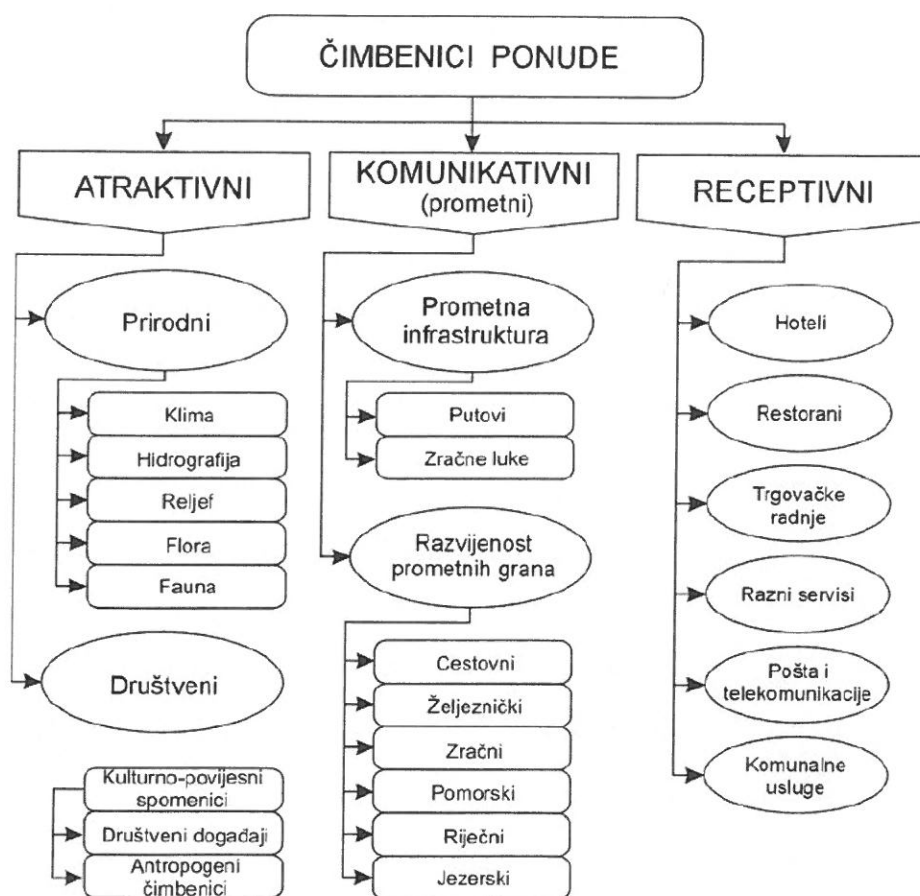 ČIMBENICI PONUDE
ATRAKTIVNI
Prirodni
Klima
Hidrografija
Reljef
Flora
Fauna
Društveni
Kulturno-povijesni
spomenici
Društveni događaji
Antropogeni
čimbenici
KOMUNIKATIVNI
(prometni)
Prometna
infrastruktura
Putovi
Zračne luke
Razvijenost
prometnih grana
Cestovni
Željeznički
Zračni
Pomorski
Riječni
Jezerski
RECEPTIVNI
Hoteli
Restorani
Trgovačke
radnje
Razni servisi
Pošta i
telekomunikacije
Komunalne
usluge